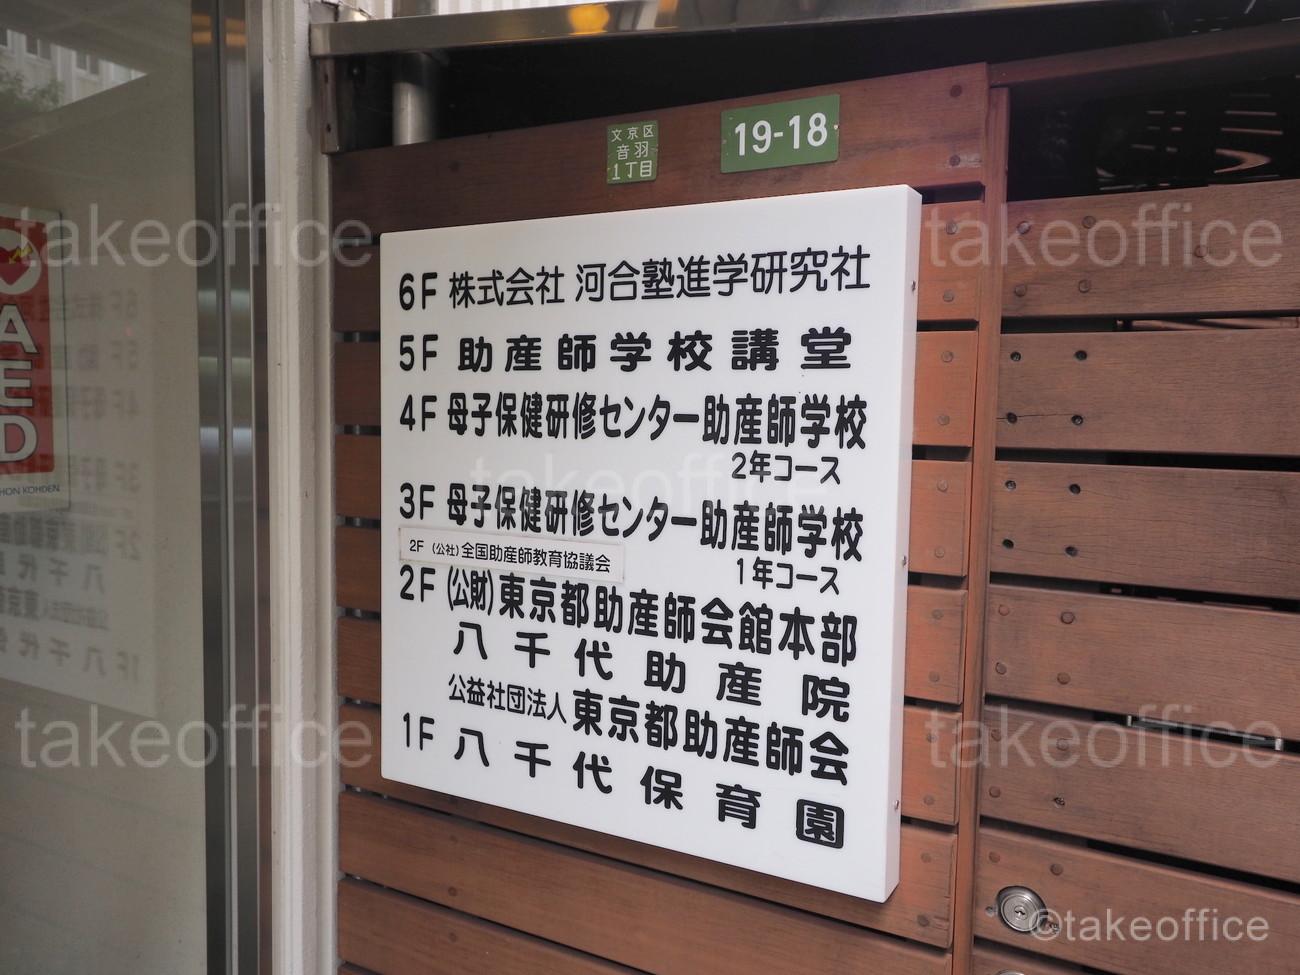 文京区
音羽
1丁目
19-18
6F 株式会社 河合塾進学研究社
5F 助産師学校講堂
4F 母子保健研修センター助産師学校
2年コース
3F 母子保健研修センター助産師学校
1年コース
2F (公社)全国助産師教育協議会
2F (公財)東京都助産師会館本部
八千代助産院
公益社団法人東京都助産師会
1F 八千代保育園
AED
HON KOHDEN
takeoffice
takeoffice
takeoffice
takeoffice
takeoffice
©takeoffice